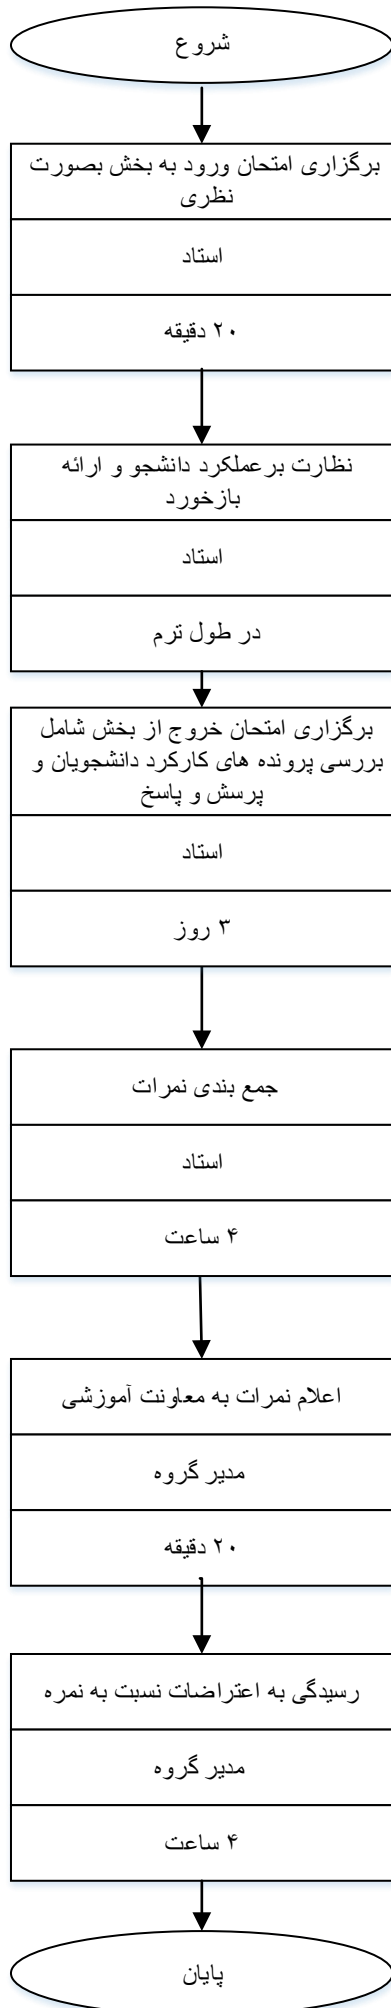 شروع
برگزاری امتحان ورود به بخش بصورت
نظری
استاد
۲۰ دقیقه
نظارت برعملکرد دانشجو و ارائه
بازخورد
استاد
در طول ترم
برگزاری امتحان خروج از بخش شامل
بررسی پرونده های کارکرد دانشجویان و
پرسش و پاسخ
استاد
۳ روز
جمع بندی نمرات
استاد
۴ ساعت
اعلام نمرات به معاونت آموزشی
مدیر گروه
۲۰ دقیقه
رسیدگی به اعتراضات نسبت به نمره
مدیر گروه
۴ ساعت
پایان